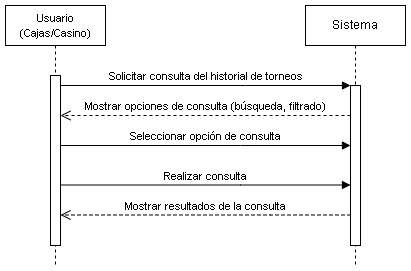 Usuario
(Cajas/Casino)
Sistema
Solicitar consulta del historial de torneos
Mostrar opciones de consulta (búsqueda, filtrado)
Seleccionar opción de consulta
Realizar consulta
Mostrar resultados de la consulta